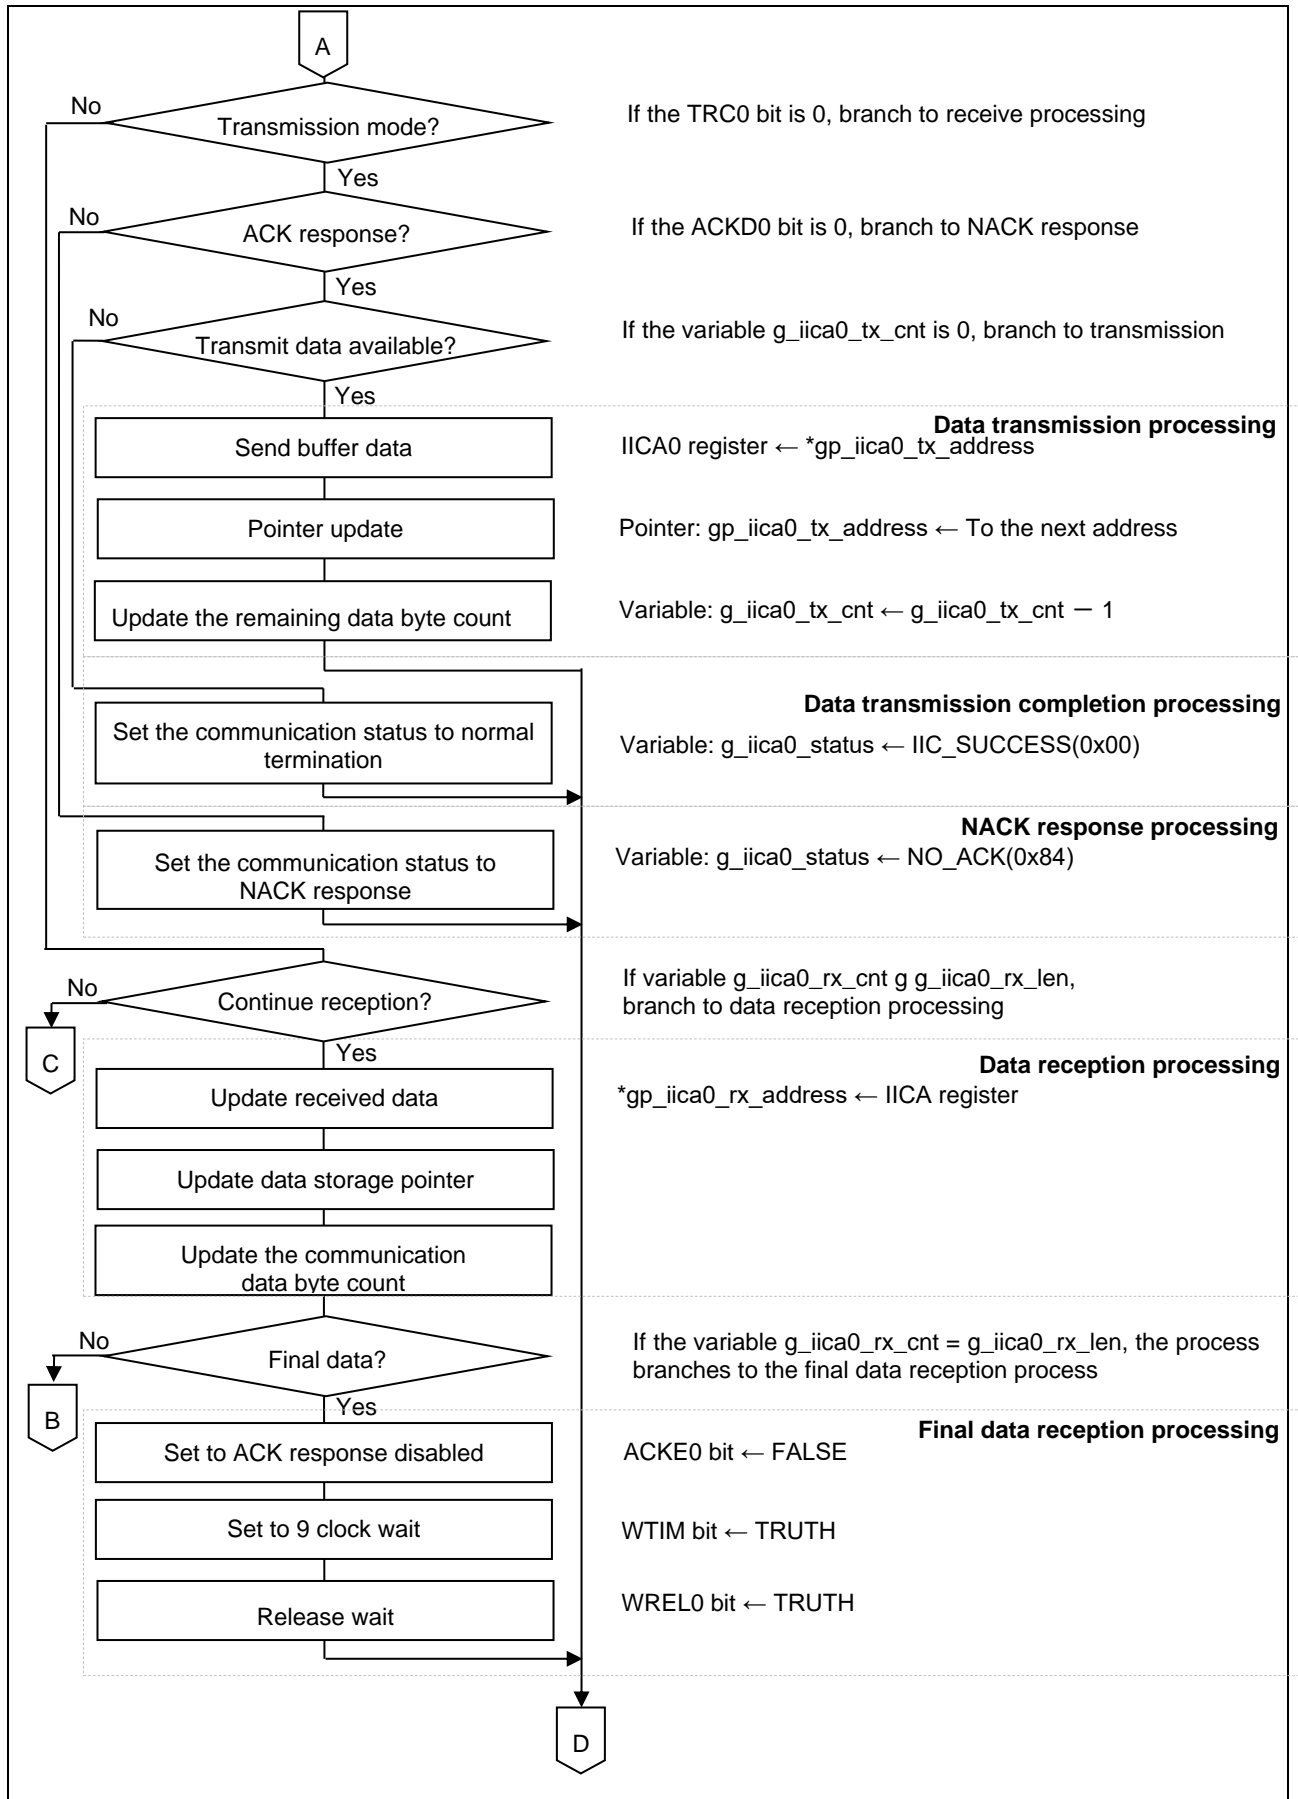 A
No
Transmission mode?
If the TRC0 bit is 0, branch to receive processing
Yes
No
ACK response?
If the ACKD0 bit is 0, branch to NACK response
Yes
No
Transmit data available?
If the variable g_iica0_tx_cnt is 0, branch to transmission
Yes
Data transmission processing
Send buffer data
IICA0 register ← *gp_iica0_tx_address
Pointer update
Pointer: gp_iica0_tx_address ← To the next address
Update the remaining data byte count
Variable: g_iica0_tx_cnt ← g_iica0_tx_cnt － 1
Data transmission completion processing
Set the communication status to normal
termination
Variable: g_iica0_status ← IIC_SUCCESS(0x00)
NACK response processing
Set the communication status to
NACK response
Variable: g_iica0_status ← NO_ACK(0x84)
No
Continue reception?
If variable g_iica0_rx_cnt g g_iica0_rx_len,
branch to data reception processing
C
Yes
Data reception processing
Update received data
*gp_iica0_rx_address ← IICA register
Update data storage pointer
Update the communication
data byte count
No
Final data?
If the variable g_iica0_rx_cnt = g_iica0_rx_len, the process
branches to the final data reception process
B
Yes
Final data reception processing
Set to ACK response disabled
ACKE0 bit ← FALSE
Set to 9 clock wait
WTIM bit ← TRUTH
Release wait
WREL0 bit ← TRUTH
D